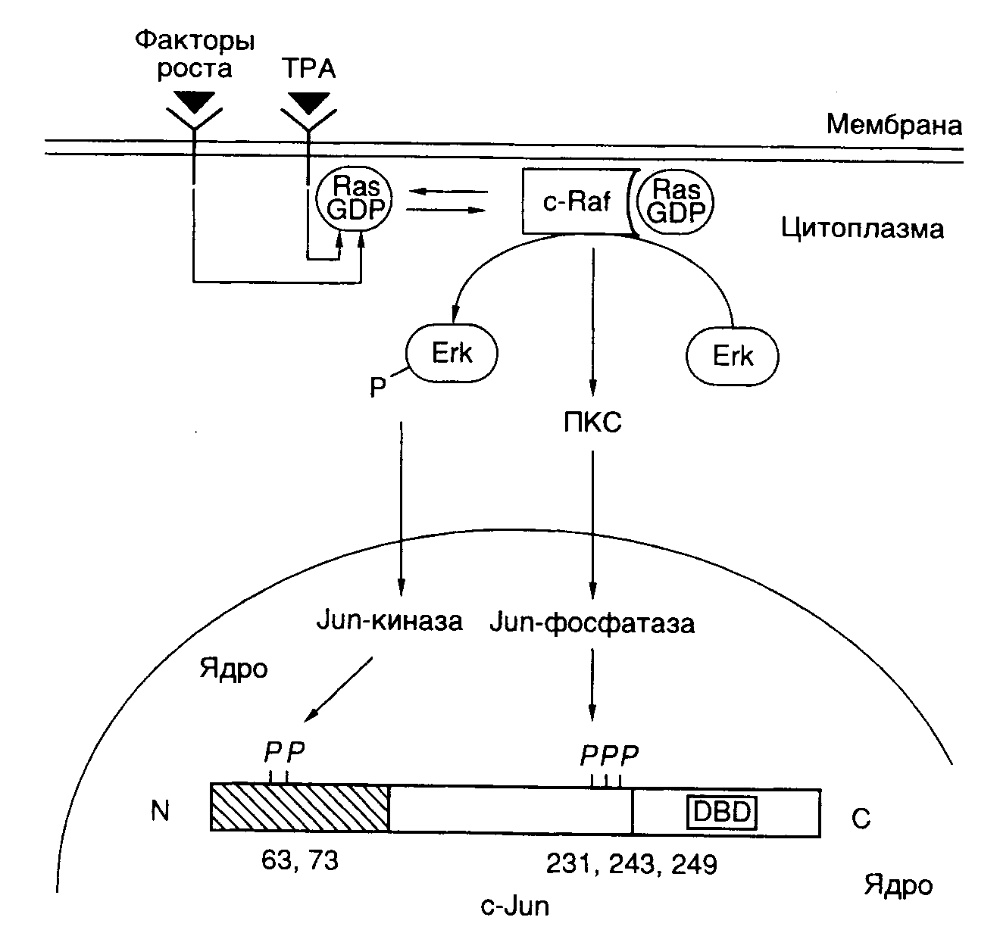 Факторы
роста
ТРА
Мембрана
Ras
GDP
c-Raf
Ras
GDP
Цитоплазма
Erk
P
Erk
ПКС
Jun-киназа
Jun-фосфатаза
Ядро
PP
PPP
N
DBD
C
63, 73
231, 243, 249
Ядро
c-Jun